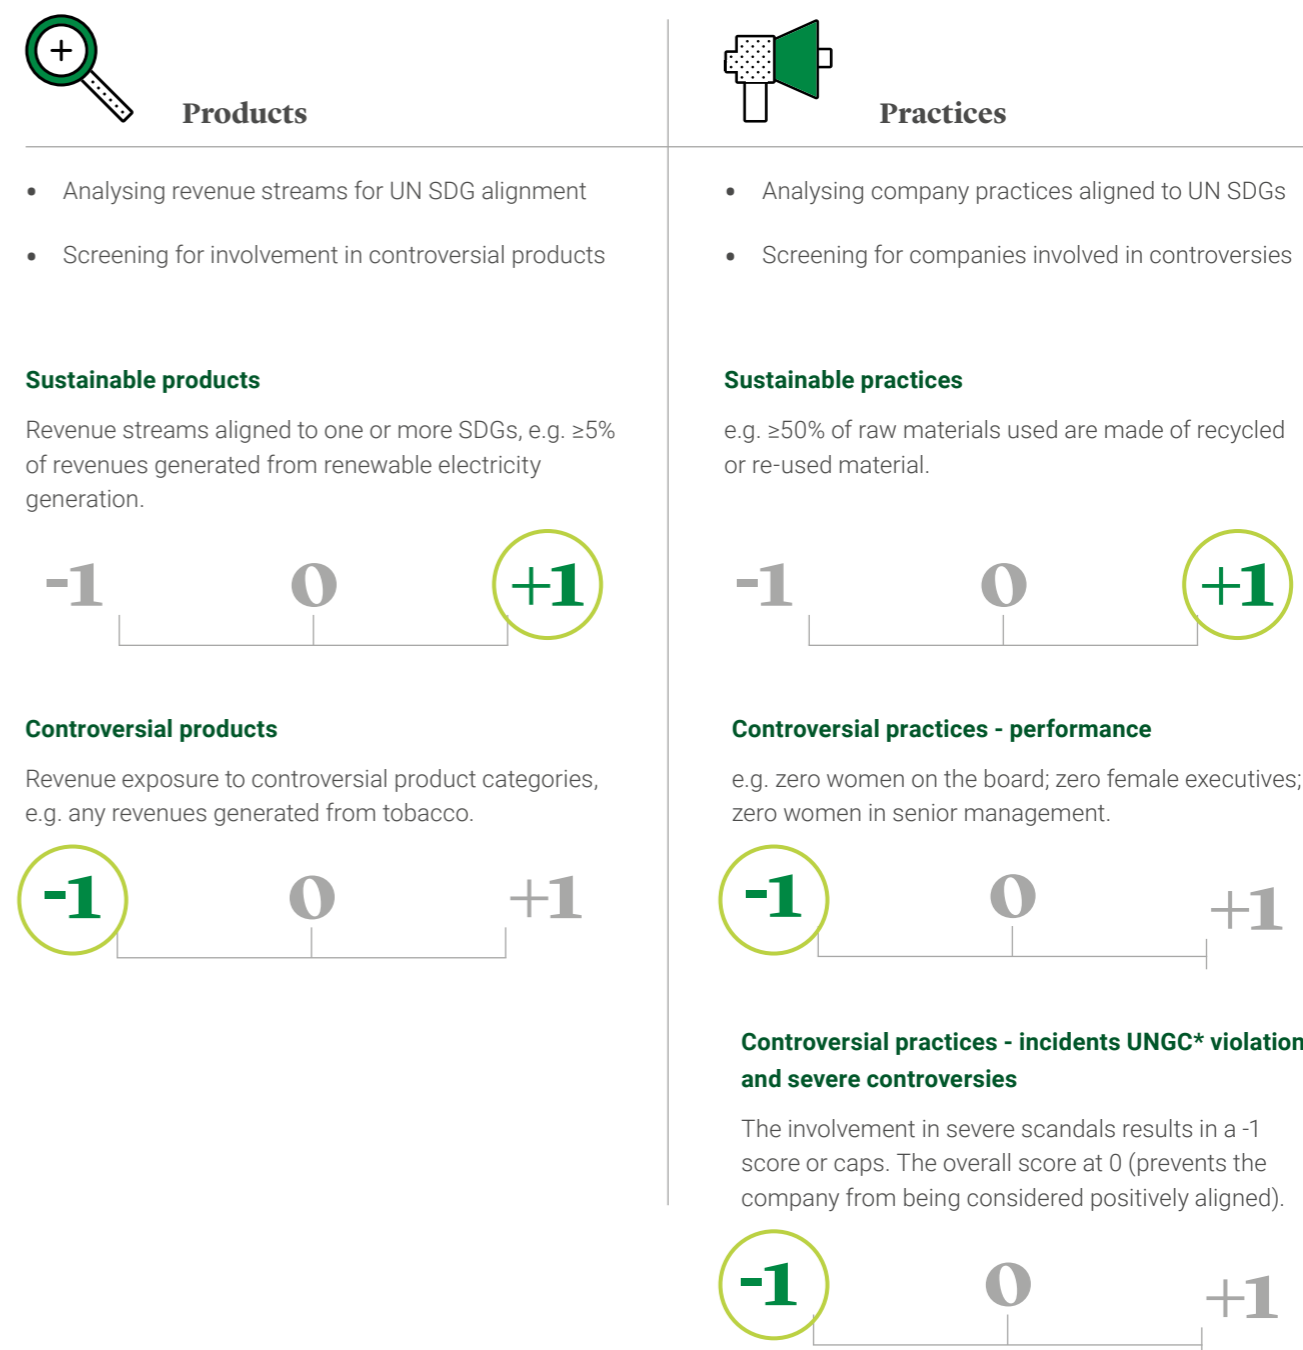 Products
• Analysing revenue streams for UN SDG alignment
• Screening for involvement in controversial products
Sustainable products
Revenue streams aligned to one or more SDGs, e.g. ≥5%
of revenues generated from renewable electricity
generation.
-1 0 +1
Controversial products
Revenue exposure to controversial product categories,
e.g. any revenues generated from tobacco.
-1 0 +1
Practices
• Analysing company practices aligned to UN SDGs
• Screening for companies involved in controversies
Sustainable practices
e.g. ≥50% of raw materials used are made of recycled
or re-used material.
-1 0 +1
Controversial practices - performance
e.g. zero women on the board; zero female executives;
zero women in senior management.
-1 0 +1
Controversial practices - incidents UNGC* violation
and severe controversies
The involvement in severe scandals results in a -1
score or caps. The overall score at 0 (prevents the
company from being considered positively aligned).
-1 0 +1